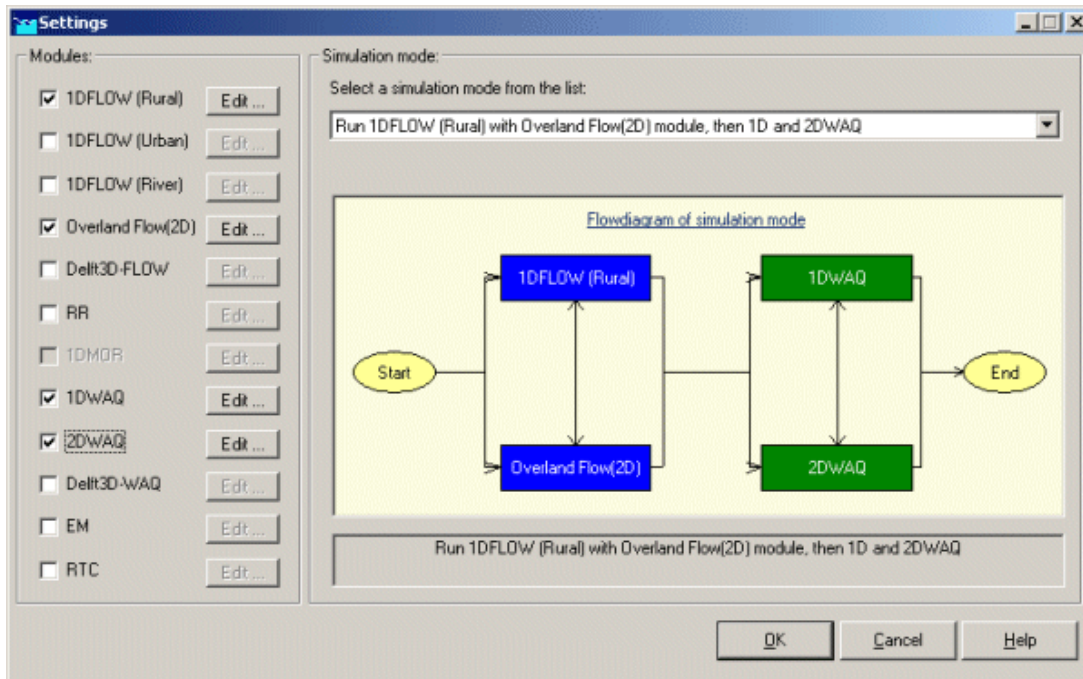 Settings
Modules:
1DFLOW (Rural) Edit ...
1DFLOW (Urban) Edit ...
1DFLOW (River) Edit ...
Overland Flow(2D) Edit ...
Delft3D-FLOW Edit ...
RR Edit ...
1DMOR Edit ...
1DWAQ Edit ...
2DWAQ Edit ...
Delft3D-WAQ Edit ...
EM Edit ...
RTC Edit ...
Simulation mode:
Select a simulation mode from the list:
Run 1DFLOW (Rural) with Overland Flow(2D) module, then 1D and 2DWAQ
Flowdiagram of simulation mode
1DFLOW (Rural) 1DWAQ
Start End
Overland Flow(2D) 2DWAQ
Run 1DFLOW (Rural) with Overland Flow(2D) module, then 1D and 2DWAQ
OK Cancel Help